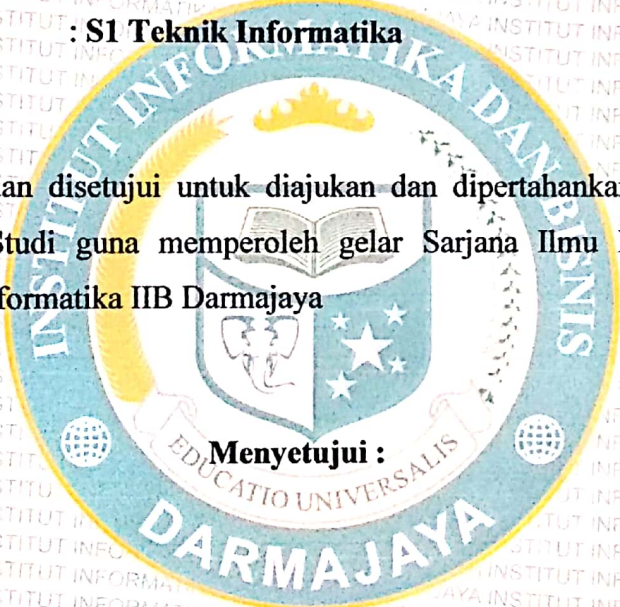 : S1 Teknik Informatika
INSTITUT INFORMATIKA DAN BISNIS
dan disetujui untuk diajukan dan dipertahankan
Studi guna memperoleh gelar Sarjana Ilmu
formatika IIB Darmajaya
Menyetujui :
EDUCATIO UNIVERSALIS
DARMAJAYA